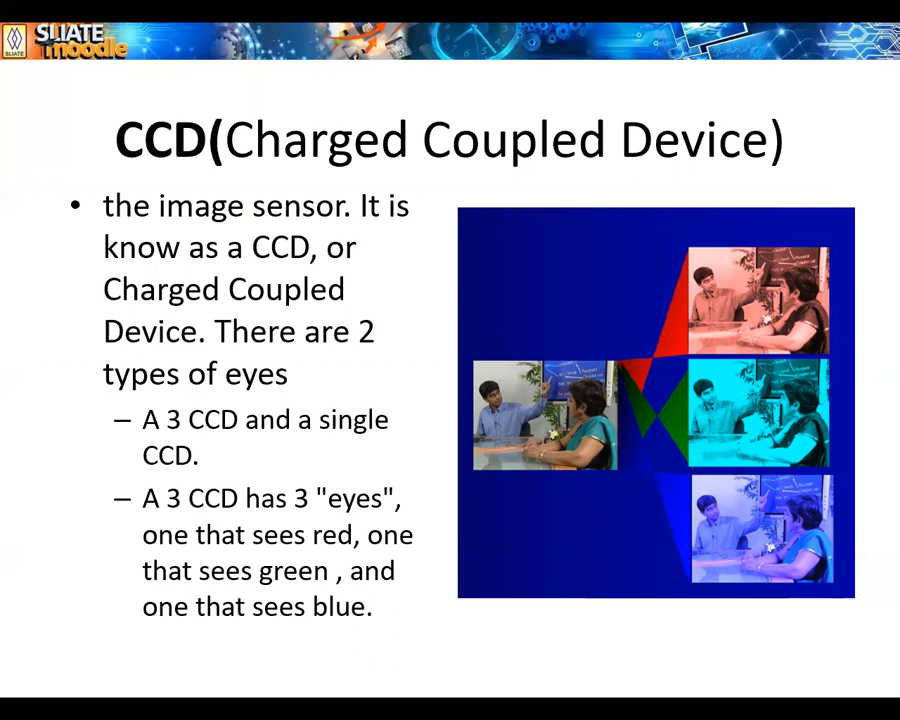 SLIATE
moodle
SLIATE
CCD(Charged Coupled Device)
• the image sensor. It is
know as a CCD, or
Charged Coupled
Device. There are 2
types of eyes
– A 3 CCD and a single
CCD.
– A 3 CCD has 3 "eyes",
one that sees red, one
that sees green , and
one that sees blue.